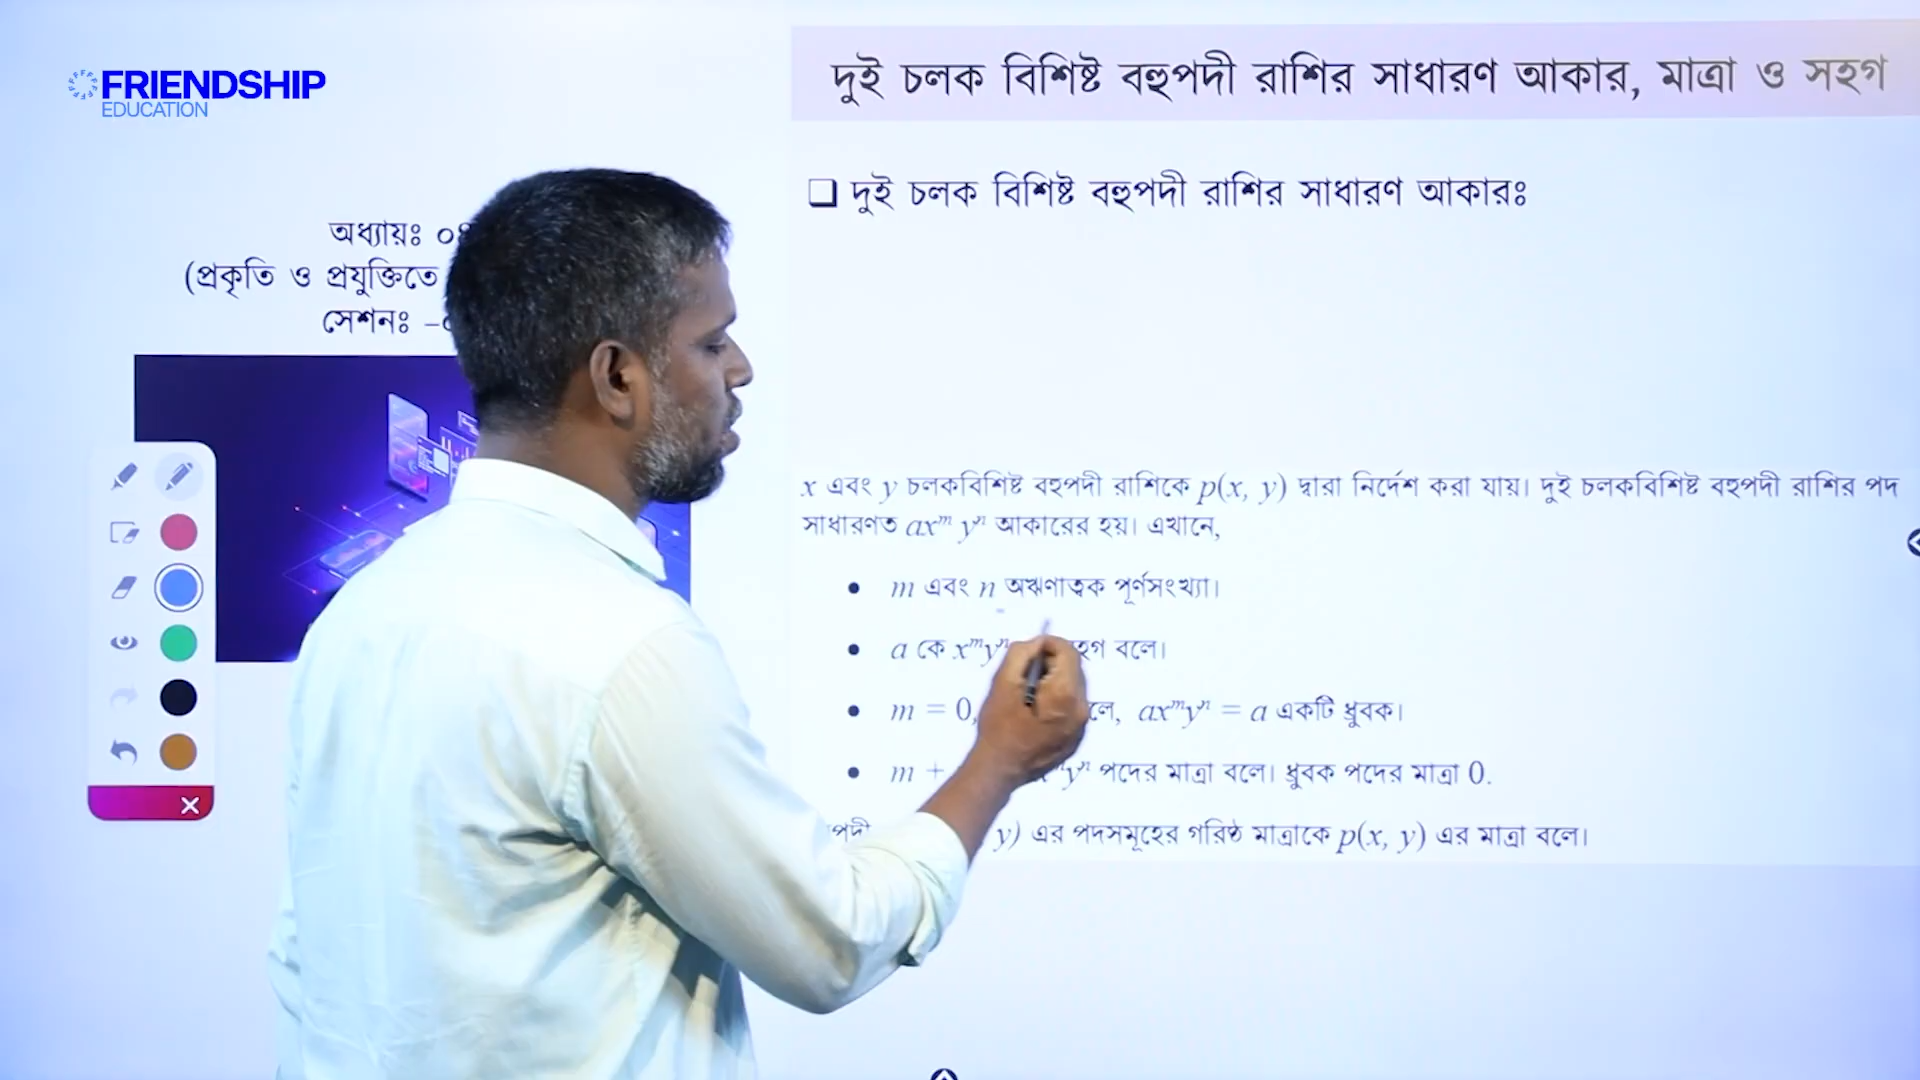 FRIENDSHIP
EDUCATION
দুই চলক বিশিষ্ট বহুপদী রাশির সাধারণ আকার, মাত্রা ও সহগ
দুই চলক বিশিষ্ট বহুপদী রাশির সাধারণ আকারঃ
অধ্যায়ঃ
(প্রকৃতি ও প্রযুক্তিতে
সেশনঃ
x এবং y চলকবিশিষ্ট বহুপদী রাশিকে p(x, y) দ্বারা নির্দেশ করা যায়। দুই চলকবিশিষ্ট বহুপদী রাশির পদ
সাধারণত axᵐ yⁿ আকারের হয়। এখানে,
• m এবং n অঋণাত্বক পূর্ণসংখ্যা।
• a কে xᵐyⁿ বলে।
• m = 0, axᵐyⁿ = a একটি ধ্রুবক।
• m + yⁿ পদের মাত্রা বলে। ধ্রুবক পদের মাত্রা 0.
y) এর পদসমূহের গরিষ্ঠ মাত্রাকে p(x, y) এর মাত্রা বলে।